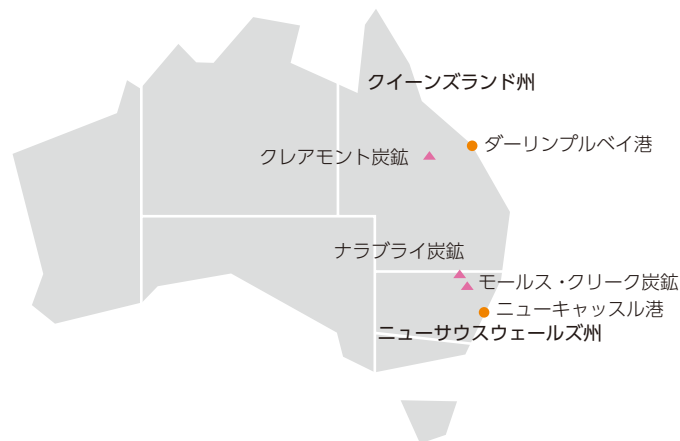 クイーンズランド州
ダーリンプルベイ港
クレアモント炭鉱
ナラブライ炭鉱
モールス・クリーク炭鉱
ニューキャッスル港
ニューサウスウェールズ州